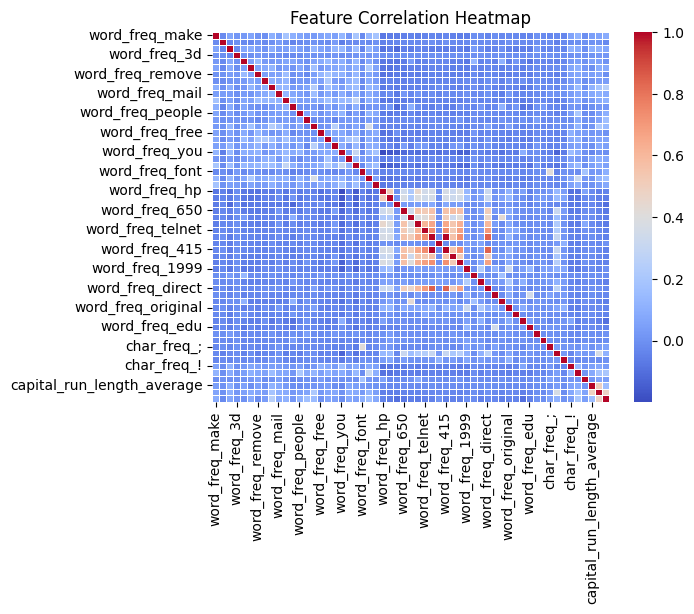 Feature Correlation Heatmap
word_freq_make
word_freq_3d
word_freq_remove
word_freq_mail
word_freq_people
word_freq_free
word_freq_you
word_freq_font
word_freq_hp
word_freq_650
word_freq_telnet
word_freq_415
word_freq_1999
word_freq_direct
word_freq_original
word_freq_edu
char_freq_;
char_freq_!
capital_run_length_average
word_freq_make
word_freq_3d
word_freq_remove
word_freq_mail
word_freq_people
word_freq_free
word_freq_you
word_freq_font
word_freq_hp
word_freq_650
word_freq_telnet
word_freq_415
word_freq_1999
word_freq_direct
word_freq_original
word_freq_edu
char_freq_;
char_freq_!
capital_run_length_average
1.0
0.8
0.6
0.4
0.2
0.0